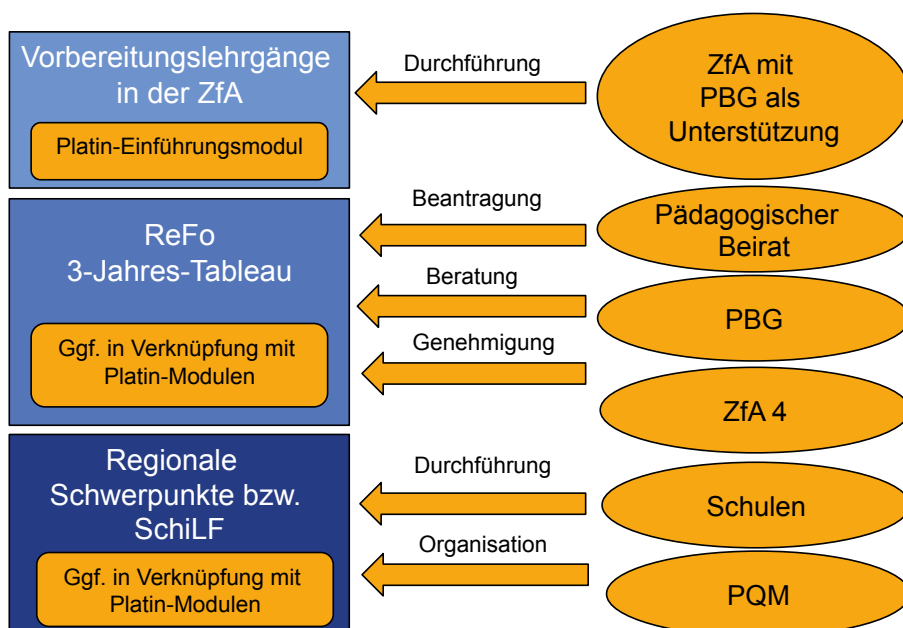 Vorbereitungslehrgänge
in der ZfA
Platin-Einführungsmodul
Durchführung
ZfA mit
PBG als
Unterstützung
ReFo
3-Jahres-Tableau
Ggf. in Verknüpfung mit
Platin-Modulen
Beantragung
Pädagogischer
Beirat
Beratung
PBG
Genehmigung
ZfA 4
Regionale
Schwerpunkte bzw.
SchiLF
Ggf. in Verknüpfung mit
Platin-Modulen
Durchführung
Schulen
Organisation
PQM